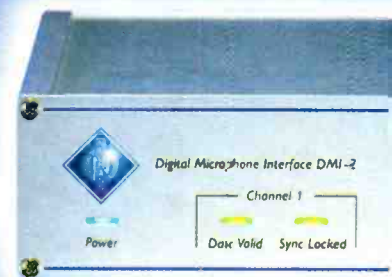 Digital Microphone Interface DMI-2
Channel 1
Power
Data Valid
Sync Locked